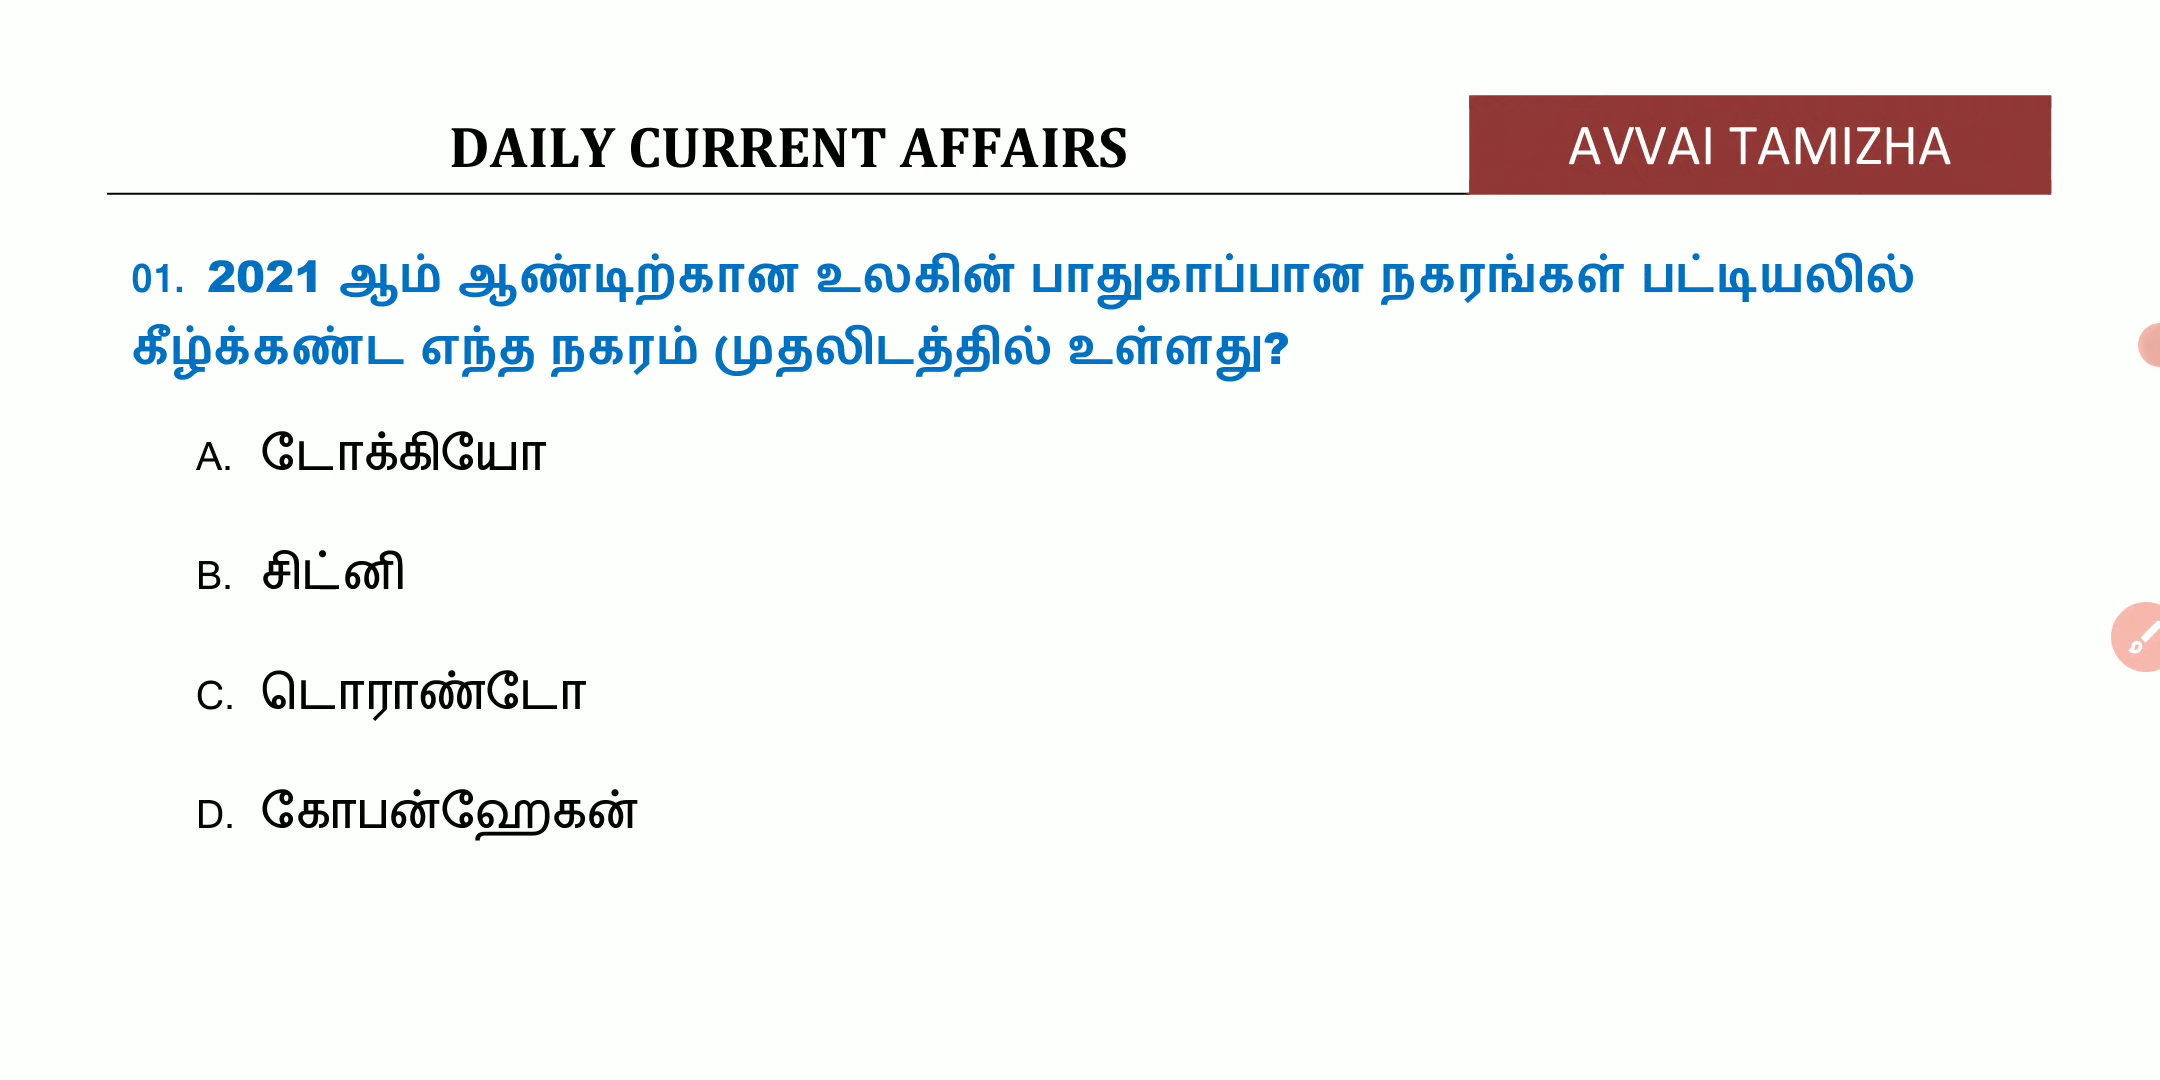 DAILY CURRENT AFFAIRS
AVVAI TAMIZHA
01. 2021 ஆம் ஆண்டிற்கான உலகின் பாதுகாப்பான நகரங்கள் பட்டியலில்
கீழ்க்கண்ட எந்த நகரம் முதலிடத்தில் உள்ளது?
A. டோக்கியோ
B. சிட்னி
C. டொராண்டோ
D. கோபன்ஹேகன்